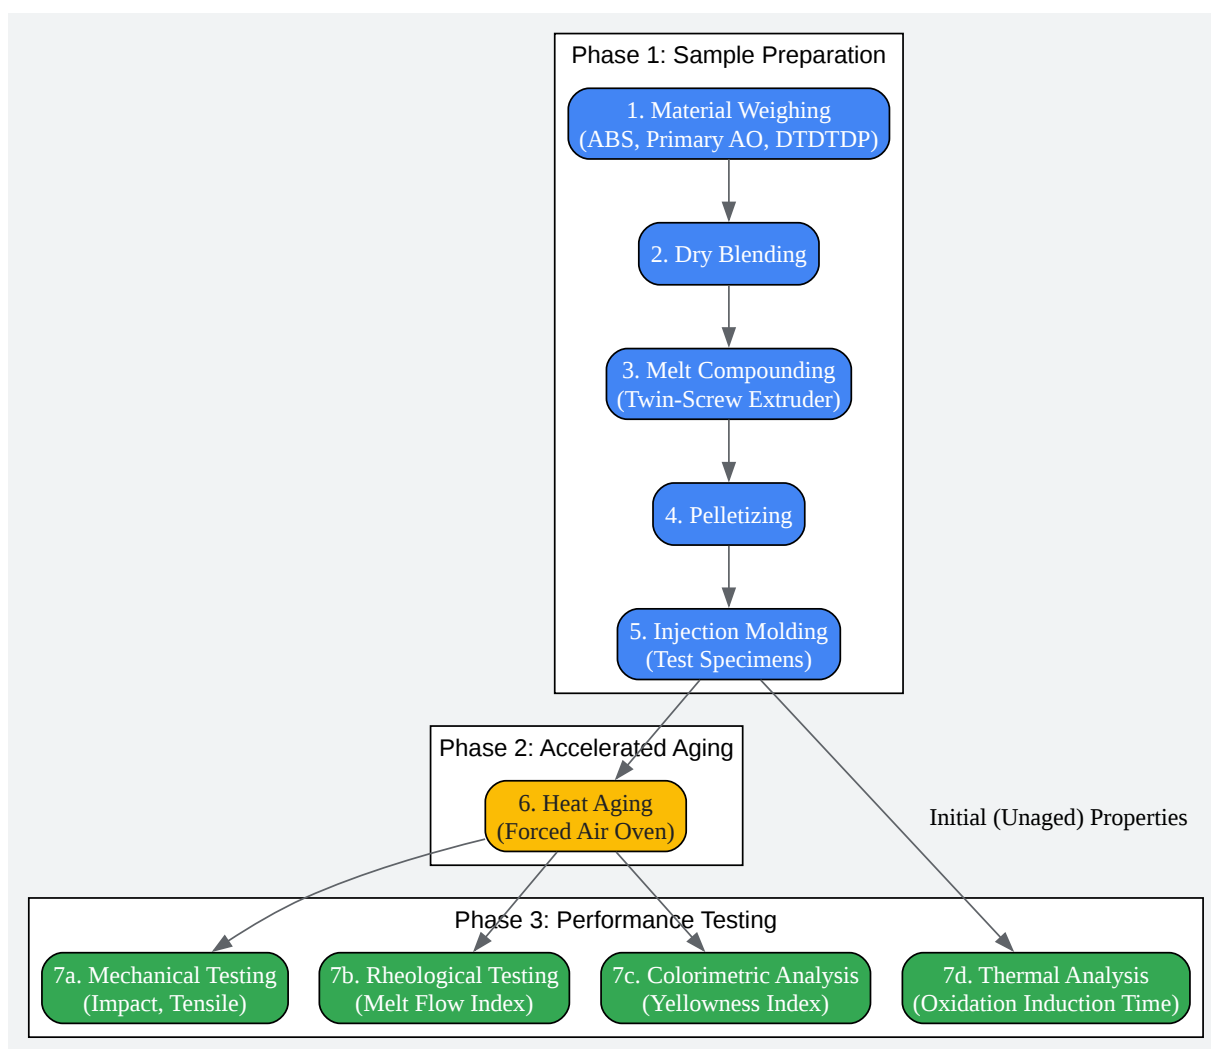 Phase 1: Sample Preparation
1. Material Weighing
(ABS, Primary AO, DTDTDP)
2. Dry Blending
3. Melt Compounding
(Twin-Screw Extruder)
4. Pelletizing
5. Injection Molding
(Test Specimens)
Phase 2: Accelerated Aging
6. Heat Aging
(Forced Air Oven)
Initial (Unaged) Properties
Phase 3: Performance Testing
7a. Mechanical Testing
(Impact, Tensile)
7b. Rheological Testing
(Melt Flow Index)
7c. Colorimetric Analysis
(Yellowness Index)
7d. Thermal Analysis
(Oxidation Induction Time)